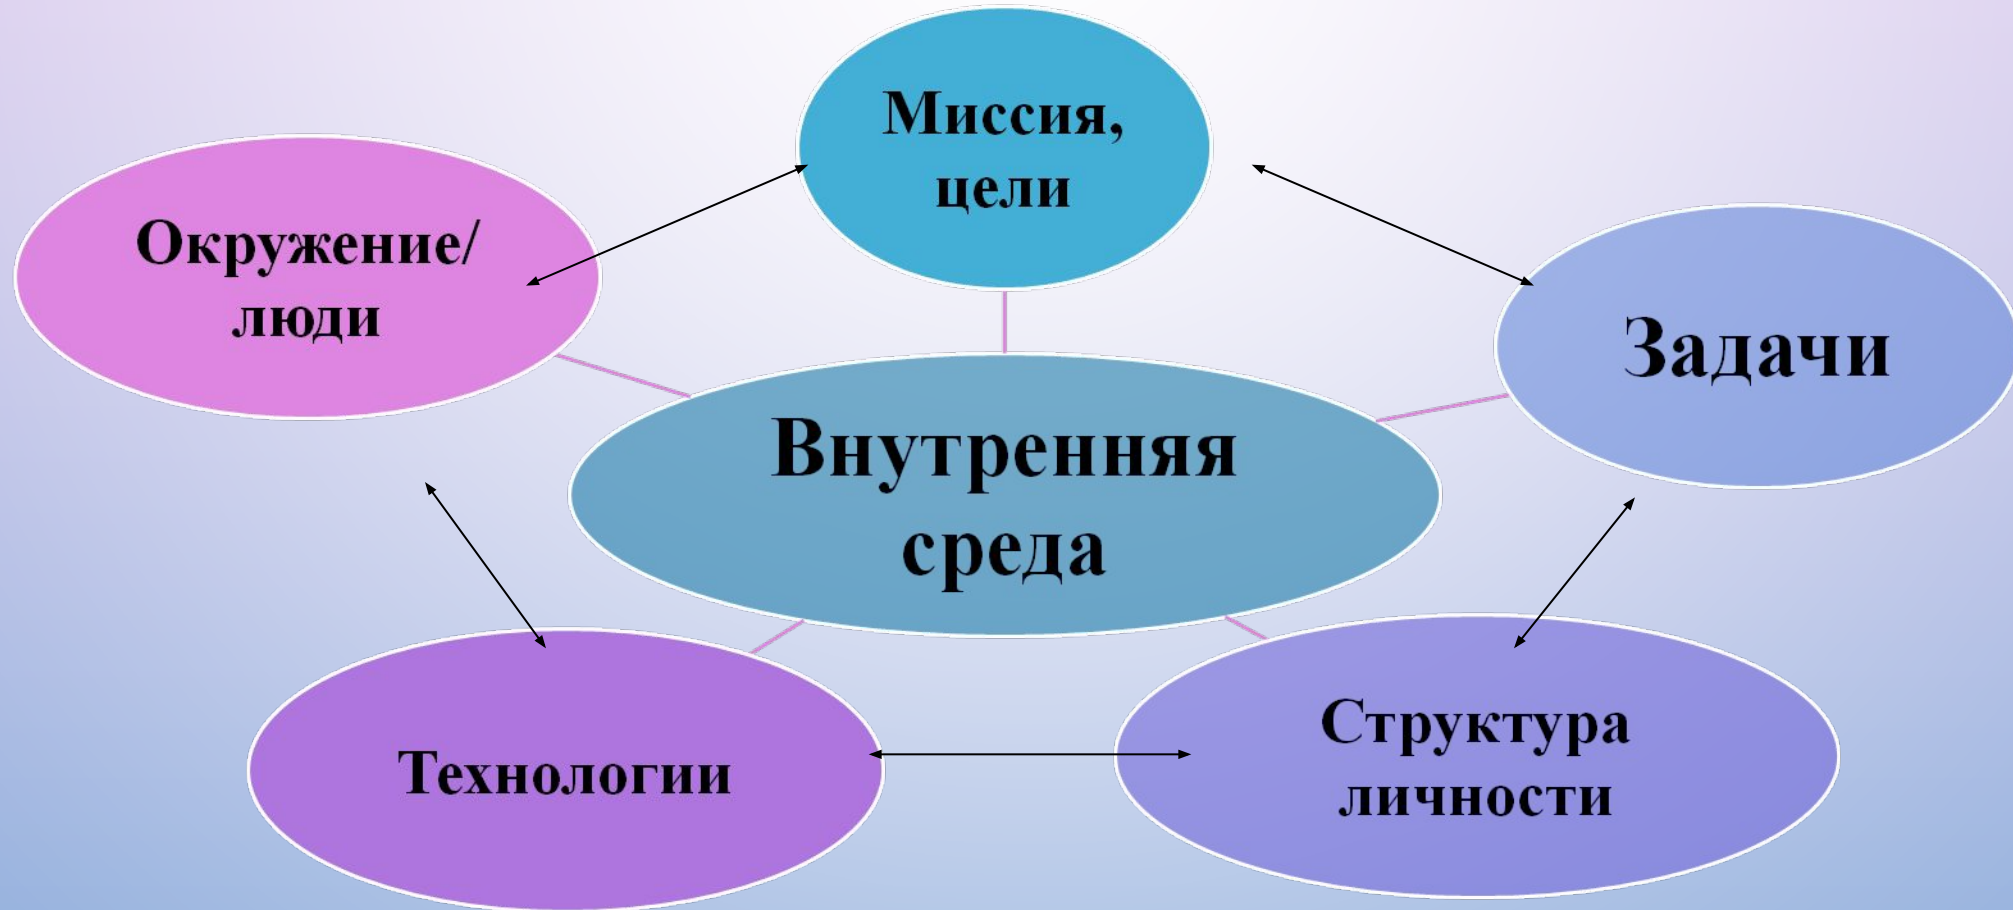 Миссия,
цели
Окружение/
люди
Задачи
Внутренняя
среда
Технологии
Структура
личности